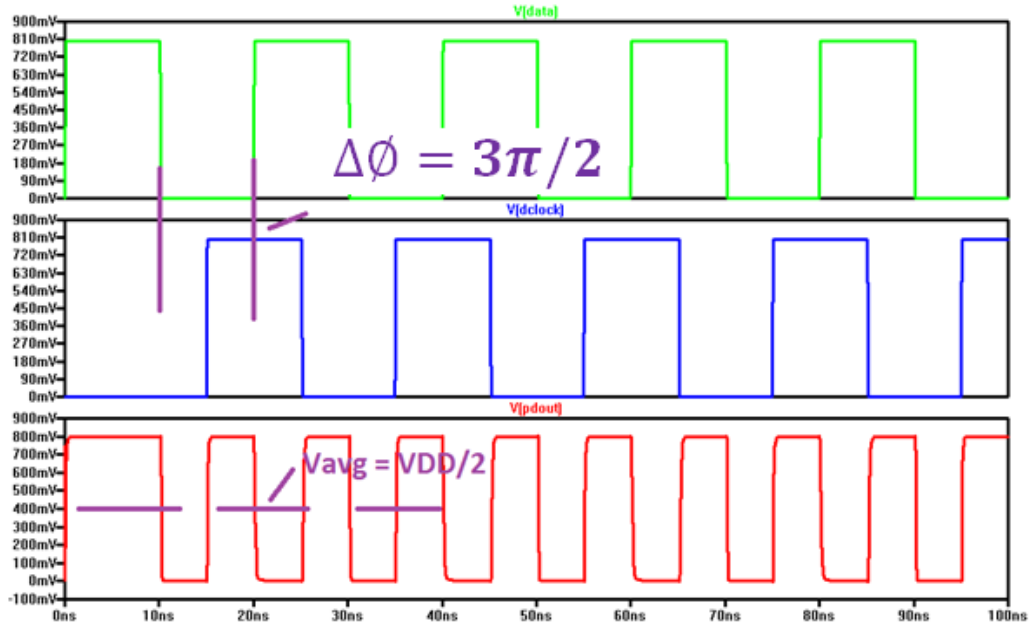 V(data)
900mV
810mV
720mV
630mV
540mV
450mV
360mV
270mV
180mV
90mV
0mV
ΔØ = 3π/2
V(dclock)
900mV
810mV
720mV
630mV
540mV
450mV
360mV
270mV
180mV
90mV
0mV
V(pdout)
900mV
800mV
700mV
600mV
500mV
400mV
300mV
200mV
100mV
0mV
-100mV
Vavg = VDD/2
0ns 10ns 20ns 30ns 40ns 50ns 60ns 70ns 80ns 90ns 100ns